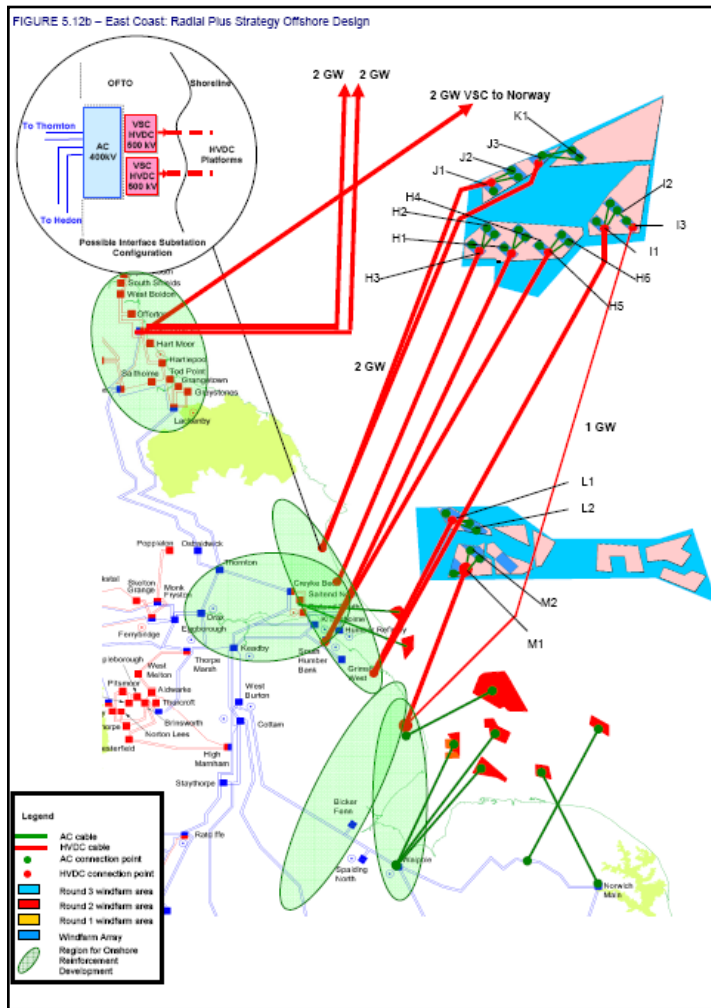 FIGURE 5.12b – East Coast: Radial Plus Strategy Offshore Design
OFTO
Shoreline
To Thornton
AC
400kV
VSC
HVDC
500 kV
VSC
HVDC
500 kV
HVDC
Platforms
To Hedon
Possible Interface Substation
Configuration
2 GW
2 GW
2 GW VSC to Norway
K1
J3
J2
J1
I2
H4
H2
I3
H1
I1
H3
H6
H5
South Shields
West Boldon
Offerton
Hart Moor
Hartlepool
Tod Point
Saltholme
Grangetown
Greystones
Lackenby
2 GW
1 GW
L1
L2
M2
M1
Poppleton
Osbaldwick
Thornton
Skelton
Grange
Monk
Fryston
Creyke Beck
Saltend North
Drax
Eggborough
Ferrybridge
Keadby
South
Humber
Bank
Humber Refinery
Grimsby
West
Thorpe
Marsh
West
Melton
Pitsmoor
Aldwarke
Thurcroft
Brinsworth
Norton Lees
West
Burton
Cottam
High
Marnham
Staythorpe
Ratcliffe
Bicker
Fenn
Spalding
North
Walpole
Norwich
Main
Legend
AC cable
HVDC cable
AC connection point
HVDC connection point
Round 3 windfarm area
Round 2 windfarm area
Round 1 windfarm area
Windfarm Array
Region for Onshore
Reinforcement
Development